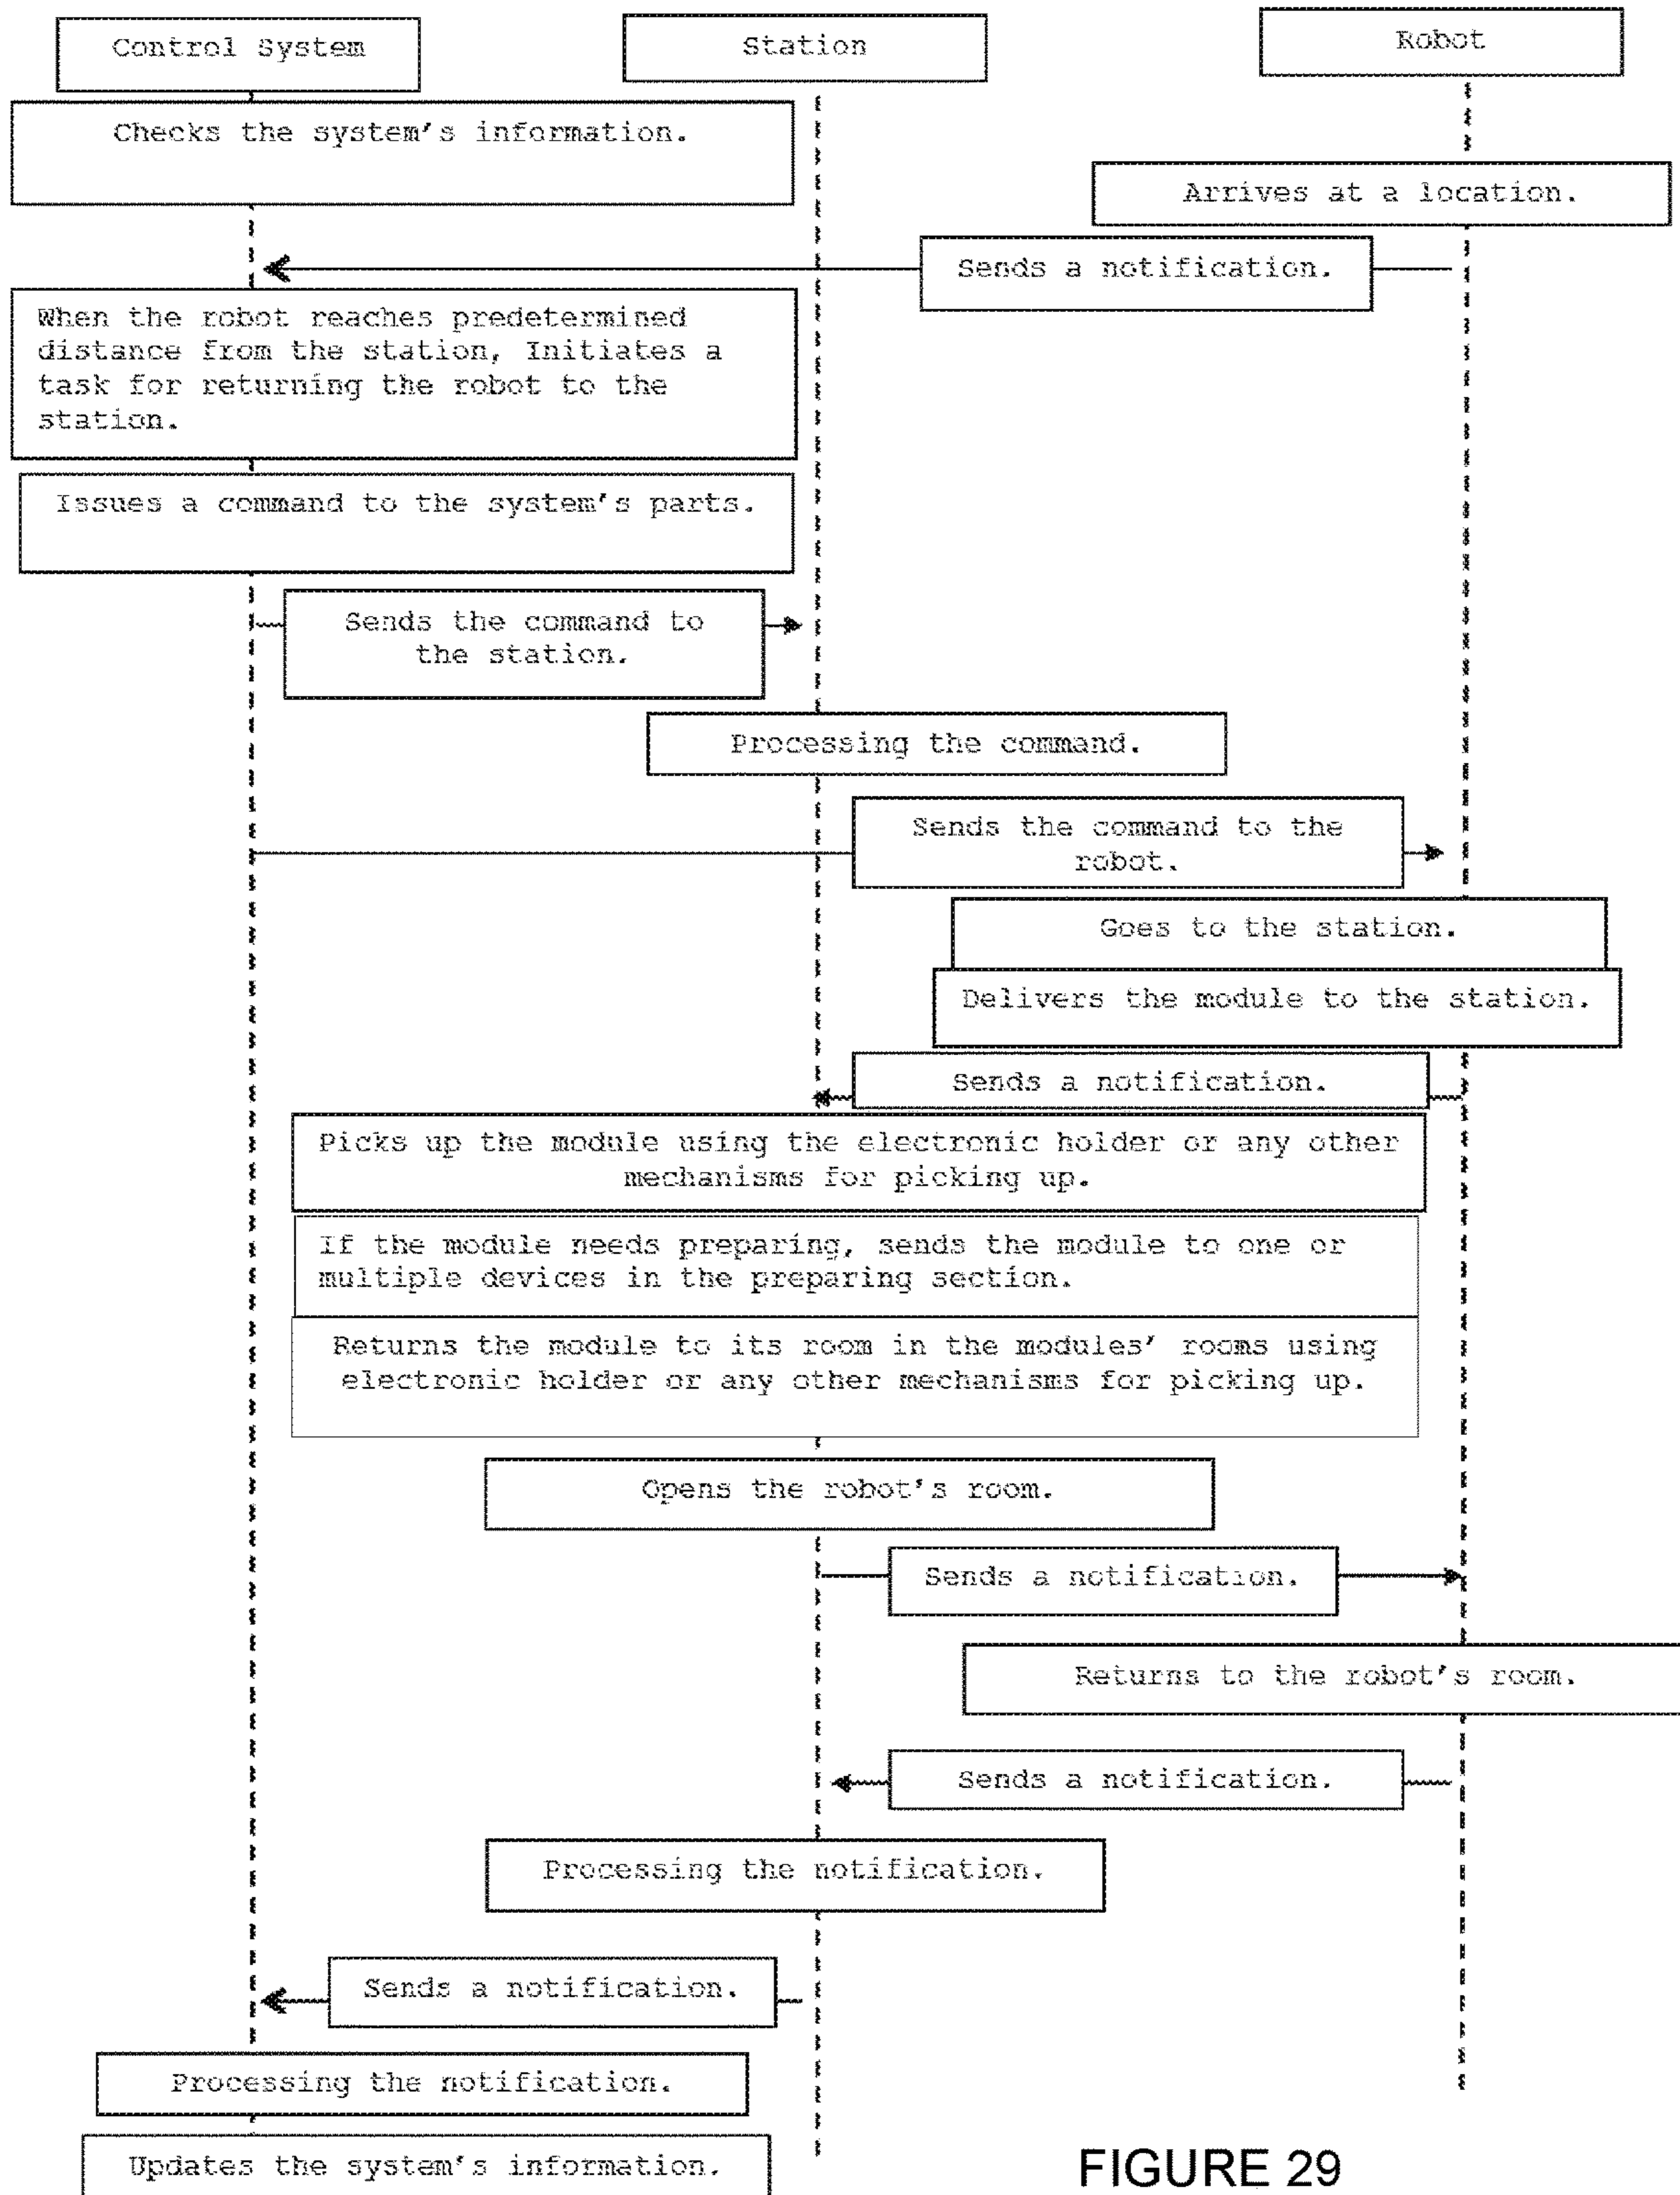 Control System
Station
Robot
Checks the system's information.
Arrives at a location.
Sends a notification.
When the robot reaches predetermined
distance from the station, Initiates a
task for returning the robot to the
station.
Issues a command to the system's parts.
Sends the command to
the station.
Processing the command.
Sends the command to the
robot.
Goes to the station.
Delivers the module to the station.
Sends a notification.
Picks up the module using the electronic holder or any other
mechanisms for picking up.
If the module needs preparing, sends the module to one or
multiple devices in the preparing section.
Returns the module to its room in the modules' rooms using
electronic holder or any other mechanisms for picking up.
Opens the robot's room.
Sends a notification.
Returns to the robot's room.
Sends a notification.
Processing the notification.
Sends a notification.
Processing the notification.
Updates the system's information.
FIGURE 29